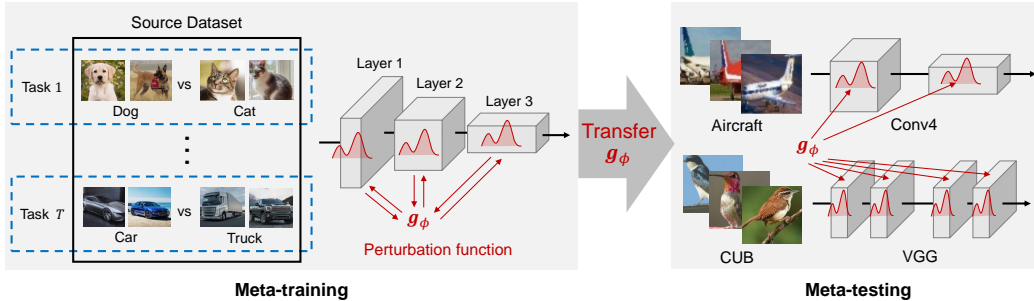 Source Dataset
Task 1
vs
Dog
Cat
Task T
vs
Car
Truck
Layer 1
Layer 2
Layer 3
g_ϕ
Perturbation function
Meta-training
Transfer
g_ϕ
Aircraft
Conv4
g_ϕ
CUB
VGG
Meta-testing